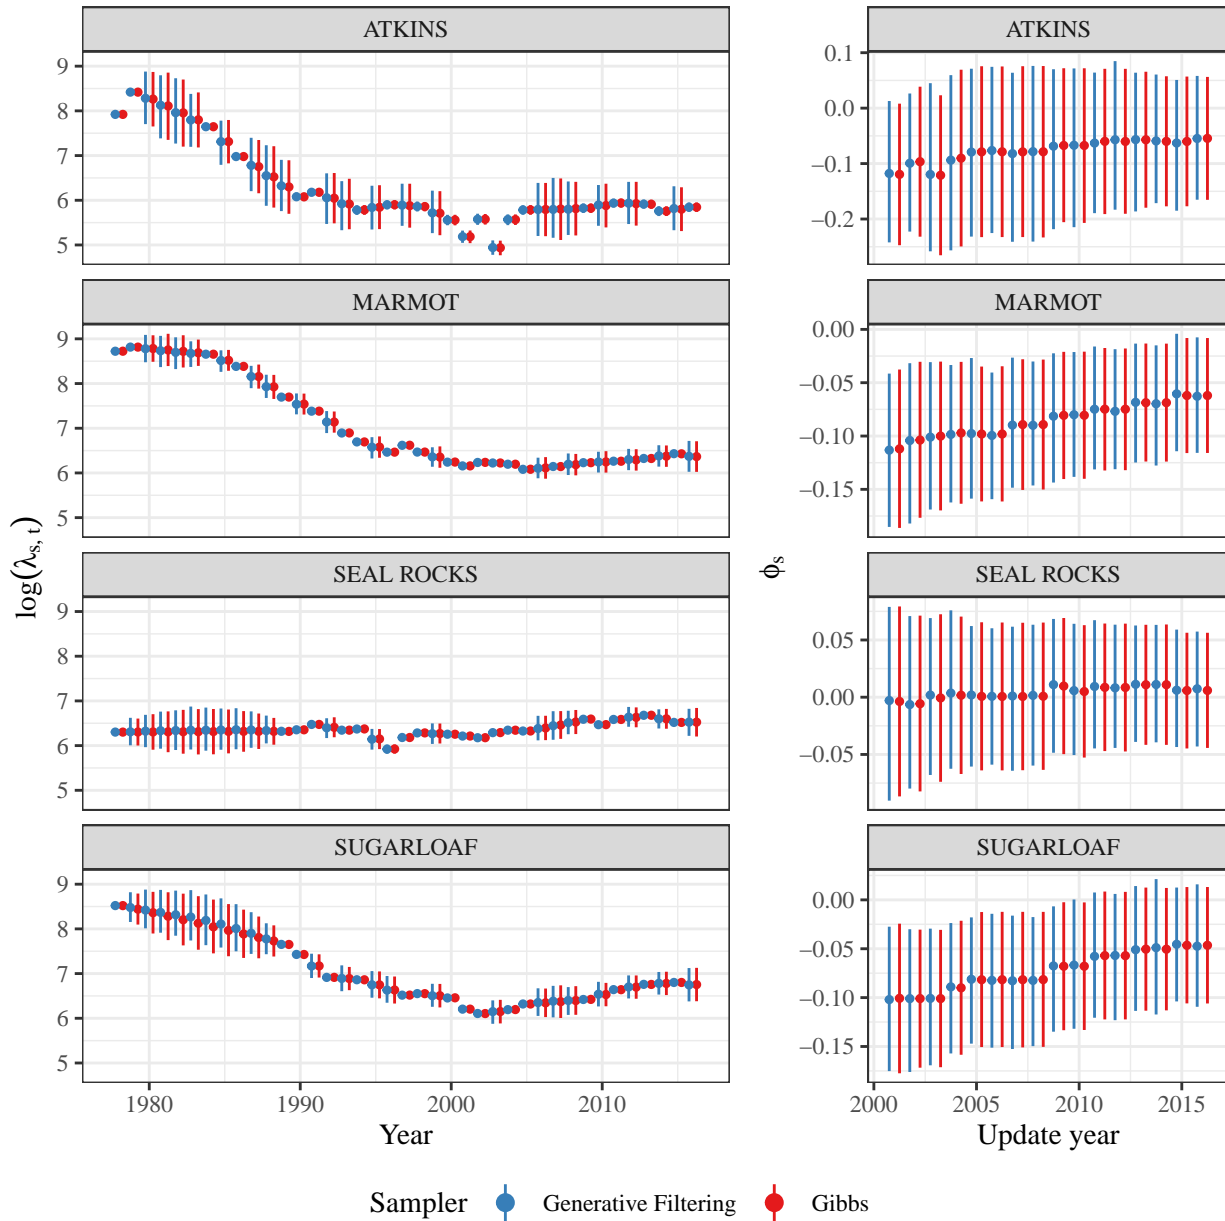 ATKINS
9
8
7
6
5
MARMOT
9
8
7
6
5
SEAL ROCKS
9
8
7
6
5
SUGARLOAF
9
8
7
6
5
1980 1990 2000 2010
Year
log(λs, t)
ATKINS
0.1
0.0
−0.1
−0.2
MARMOT
0.00
−0.05
−0.10
−0.15
SEAL ROCKS
0.05
0.00
−0.05
SUGARLOAF
0.00
−0.05
−0.10
−0.15
2000 2005 2010 2015
Update year
ϕs
Sampler Generative Filtering Gibbs